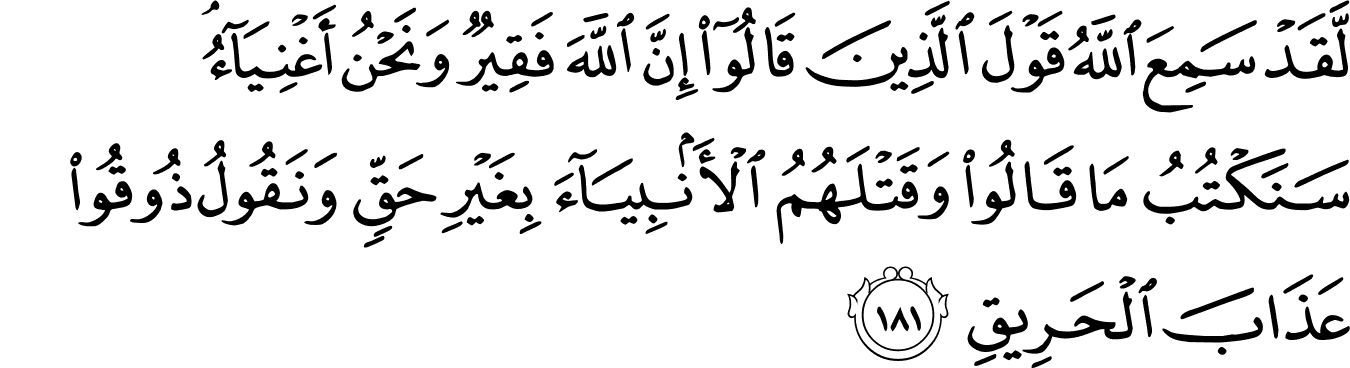 لَّقَدْ سَمِعَ ٱللَّهُ قَوْلَ ٱلَّذِينَ قَالُوٓا۟ إِنَّ ٱللَّهَ فَقِيرٌ وَنَحْنُ أَغْنِيَآءُ ۘ
سَنَكْتُبُ مَا قَالُوا۟ وَقَتْلَهُمُ ٱلْأَنۢبِيَآءَ بِغَيْرِ حَقٍّ وَنَقُولُ ذُوقُوا۟
عَذَابَ ٱلْحَرِيقِ ١٨١